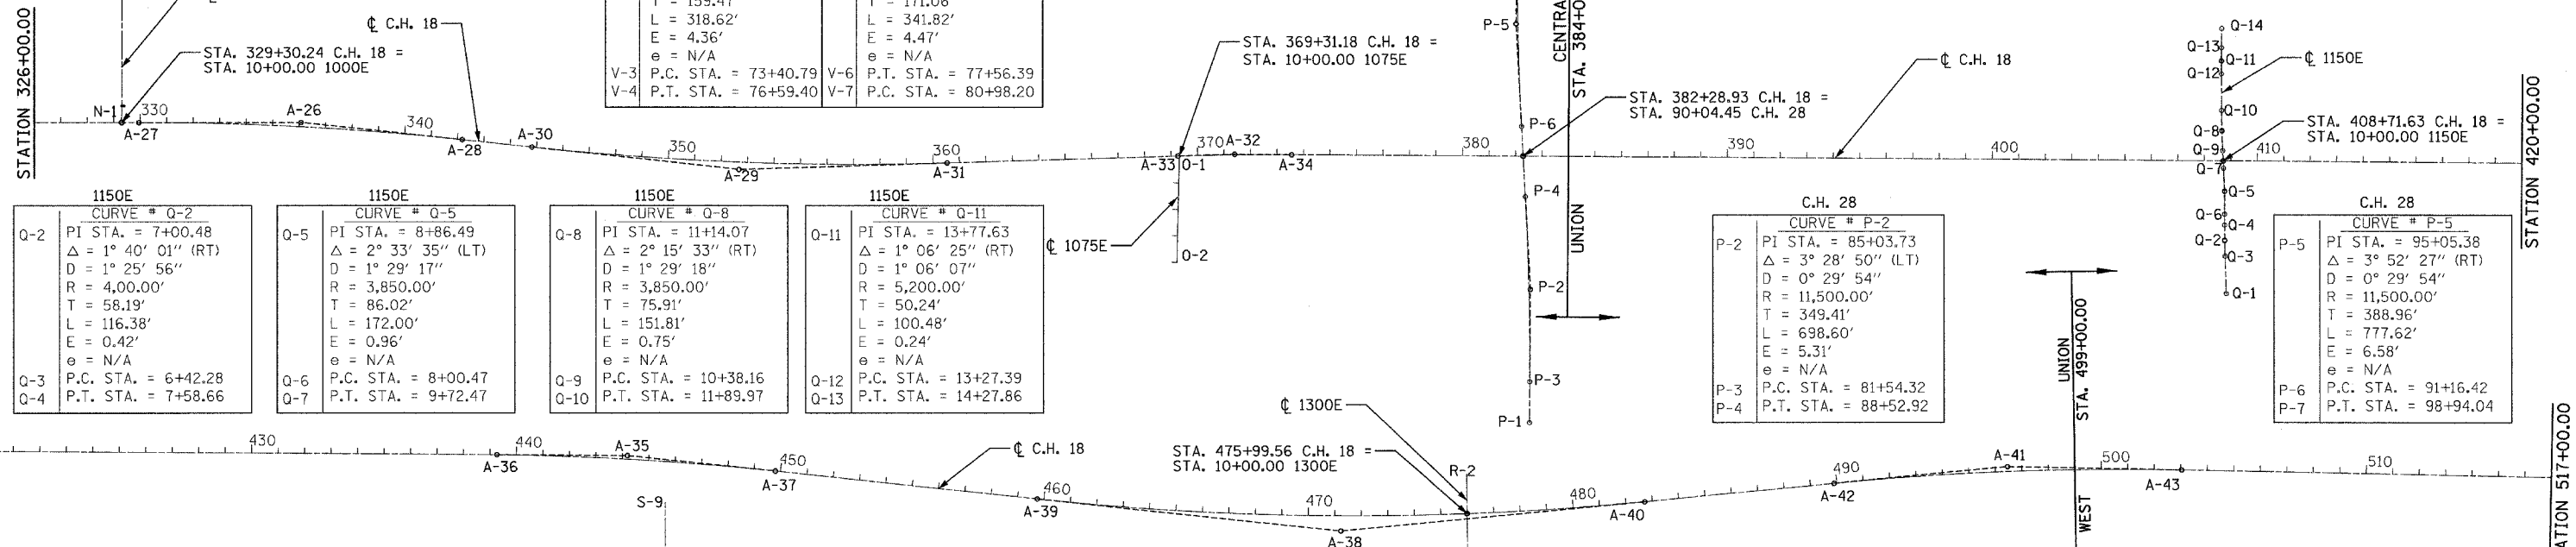 STATION 326+00.00
℄ C.H. 18
STA. 329+30.24 C.H. 18 =
STA. 10+00.00 1000E
N-1
330
A-27
A-26
340
A-28
A-30
350
A-29
360
A-31
T = 159.47'
L = 318.62'
E = 4.36'
e = N/A
V-3 P.C. STA. = 73+40.79
V-4 P.T. STA. = 76+59.40
T = 171.06'
L = 341.82'
E = 4.47'
e = N/A
V-6 P.T. STA. = 77+56.39
V-7 P.C. STA. = 80+98.20
STA. 369+31.18 C.H. 18 =
STA. 10+00.00 1075E
A-33
O-1
370
A-32
A-34
℄ 1075E
O-2
380
P-5
P-6
P-4
P-2
P-3
P-1
CENTRA
STA. 384+0
UNION
STA. 382+28.93 C.H. 18 =
STA. 90+04.45 C.H. 28
390
℄ C.H. 18
400
Q-14
Q-13
Q-11
Q-12
Q-10
Q-8
Q-9
Q-7
Q-5
Q-6
Q-4
Q-2
Q-3
Q-1
℄ 1150E
STA. 408+71.63 C.H. 18 =
STA. 10+00.00 1150E
410
STATION 420+00.00
1150E
CURVE # Q-2
Q-2 PI STA. = 7+00.48
Δ = 1° 40' 01" (RT)
D = 1° 25' 56"
R = 4,00.00'
T = 58.19'
L = 116.38'
E = 0.42'
e = N/A
Q-3 P.C. STA. = 6+42.28
Q-4 P.T. STA. = 7+58.66
1150E
CURVE # Q-5
Q-5 PI STA. = 8+86.49
Δ = 2° 33' 35" (LT)
D = 1° 29' 17"
R = 3,850.00'
T = 86.02'
L = 172.00'
E = 0.96'
e = N/A
Q-6 P.C. STA. = 8+00.47
Q-7 P.T. STA. = 9+72.47
1150E
CURVE # Q-8
Q-8 PI STA. = 11+14.07
Δ = 2° 15' 33" (RT)
D = 1° 29' 18"
R = 3,850.00'
T = 75.91'
L = 151.81'
E = 0.75'
e = N/A
Q-9 P.C. STA. = 10+38.16
Q-10 P.T. STA. = 11+89.97
1150E
CURVE # Q-11
Q-11 PI STA. = 13+77.63
Δ = 1° 06' 25" (RT)
D = 1° 06' 07"
R = 5,200.00'
T = 50.24'
L = 100.48'
E = 0.24'
e = N/A
Q-12 P.C. STA. = 13+27.39
Q-13 P.T. STA. = 14+27.86
C.H. 28
CURVE # P-2
P-2 PI STA. = 85+03.73
Δ = 3° 28' 50" (LT)
D = 0° 29' 54"
R = 11,500.00'
T = 349.41'
L = 698.60'
E = 5.31'
e = N/A
P-3 P.C. STA. = 81+54.32
P-4 P.T. STA. = 88+52.92
C.H. 28
CURVE # P-5
P-5 PI STA. = 95+05.38
Δ = 3° 52' 27" (RT)
D = 0° 29' 54"
R = 11,500.00'
T = 388.96'
L = 777.62'
E = 6.58'
e = N/A
P-6 P.C. STA. = 91+16.42
P-7 P.T. STA. = 98+94.04
430
440
A-36
A-35
450
A-37
℄ C.H. 18
S-9
460
A-39
470
A-38
℄ 1300E
STA. 475+99.56 C.H. 18 =
STA. 10+00.00 1300E
R-2
480
A-40
490
A-42
A-41
UNION
STA. 499+00.00
WEST
500
A-43
510
ATION 517+00.00